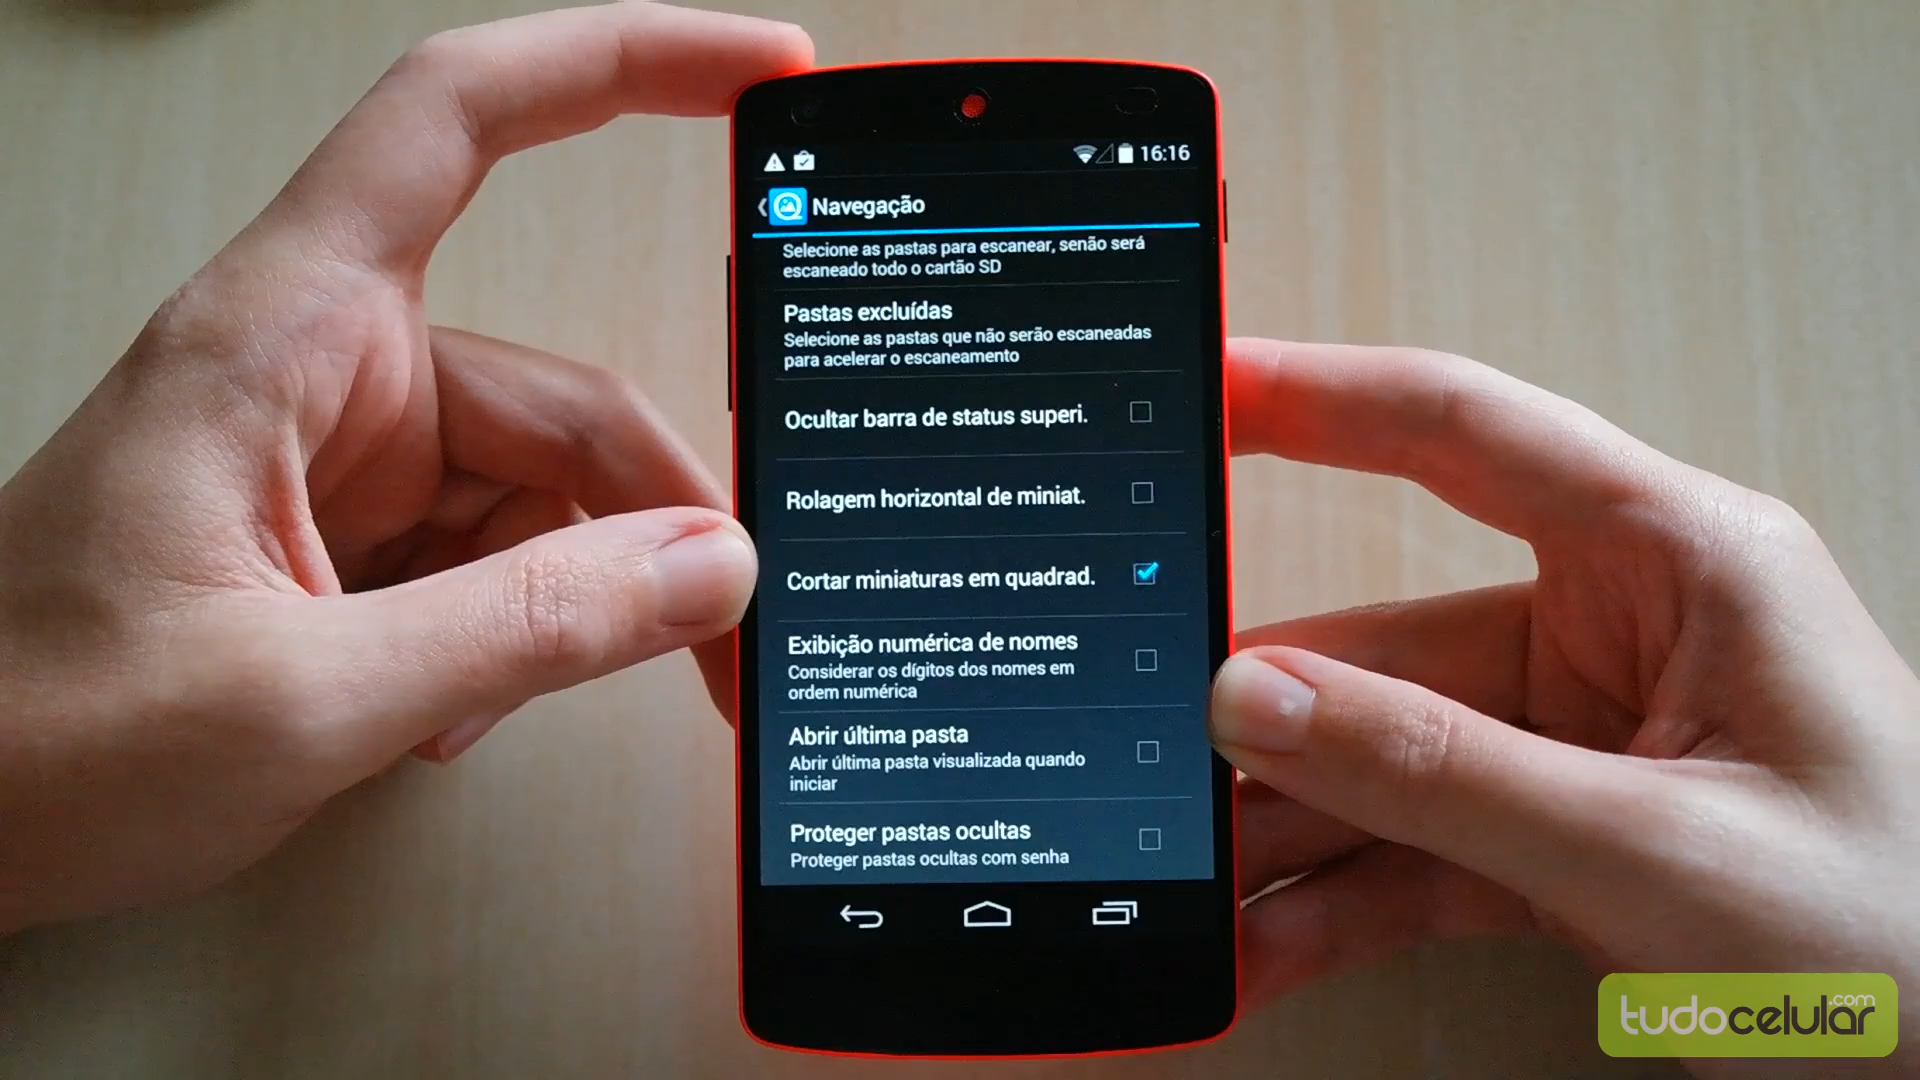 16:16
Navegação
Selecione as pastas para escanear, senão será
escaneado todo o cartão SD
Pastas excluídas
Selecione as pastas que não serão escaneadas
para acelerar o escaneamento
Ocultar barra de status superi.
Rolagem horizontal de miniat.
Cortar miniaturas em quadrad.
Exibição numérica de nomes
Considerar os dígitos dos nomes em
ordem numérica
Abrir última pasta
Abrir última pasta visualizada quando
iniciar
Proteger pastas ocultas
Proteger pastas ocultas com senha
tudocelular.com